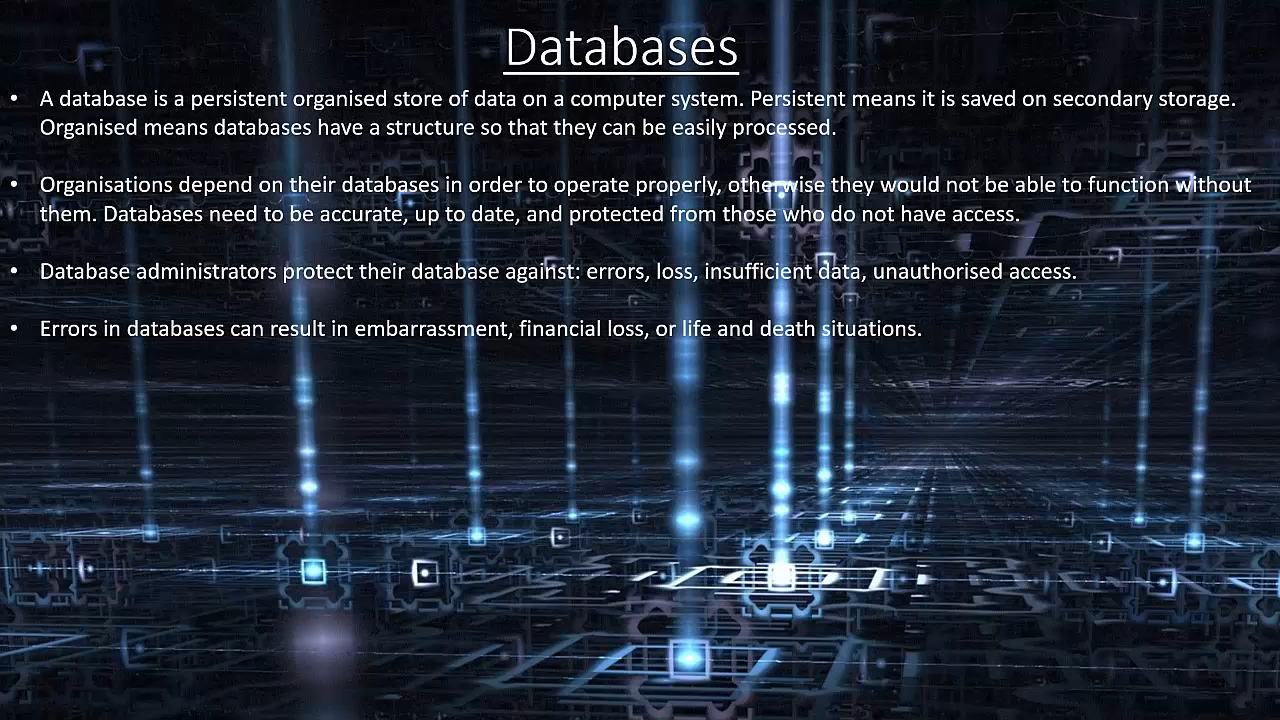 Databases
• A database is a persistent organised store of data on a computer system. Persistent means it is saved on secondary storage.
Organised means databases have a structure so that they can be easily processed.
• Organisations depend on their databases in order to operate properly, otherwise they would not be able to function without
them. Databases need to be accurate, up to date, and protected from those who do not have access.
• Database administrators protect their database against: errors, loss, insufficient data, unauthorised access.
• Errors in databases can result in embarrassment, financial loss, or life and death situations.